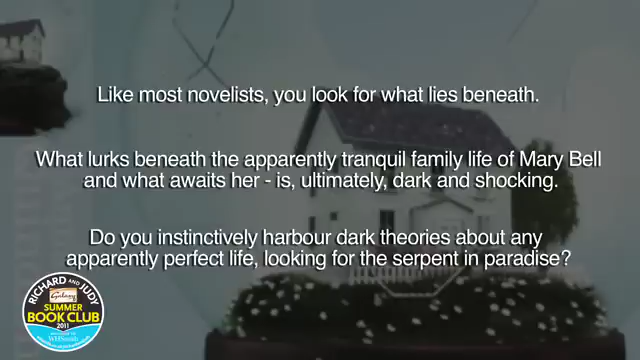 Like most novelists, you look for what lies beneath.
What lurks beneath the apparently tranquil family life of Mary Bell
and what awaits her - is, ultimately, dark and shocking.
Do you instinctively harbour dark theories about any
apparently perfect life, looking for the serpent in paradise?
RICHARD AND JUDY
Galaxy
SUMMER
BOOK CLUB
2011
WHSmith